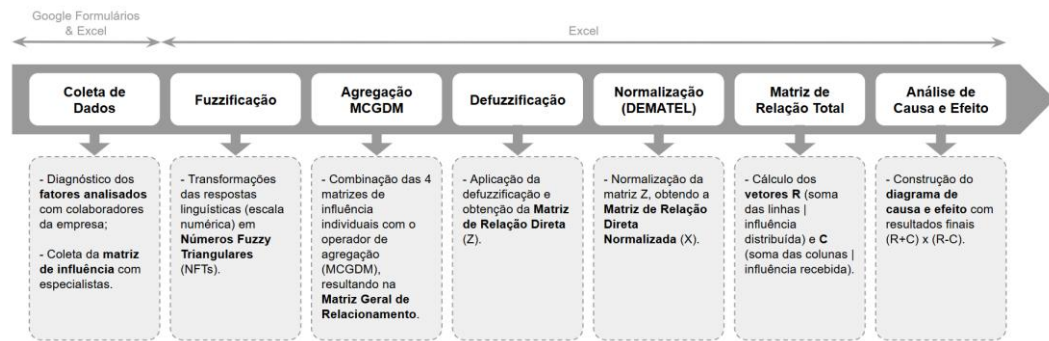 Google Formulários
& Excel
Excel
Coleta de
Dados
Fuzzificação
Agregação
MCGDM
Defuzzificação
Normalização
(DEMATEL)
Matriz de
Relação Total
Análise de
Causa e Efeito
- Diagnóstico dos
fatores analisados
com colaboradores
da empresa;
- Coleta da matriz
de influência com
especialistas.
- Transformações
das respostas
linguísticas (escala
numérica) em
Números Fuzzy
Triangulares
(NFTs).
- Combinação das 4
matrizes de
influência
individuais com o
operador de
agregação
(MCGDM),
resultando na
Matriz Geral de
Relacionamento.
- Aplicação da
defuzzificação e
obtenção da Matriz
de Relação Direta
(Z).
- Normalização da
matriz Z, obtendo a
Matriz de Relação
Direta
Normalizada (X).
- Cálculo dos
vetores R (soma
das linhas |
influência
distribuída) e C
(soma das colunas |
influência recebida).
- Construção do
diagrama de
causa e efeito com
resultados finais
(R+C) x (R-C).